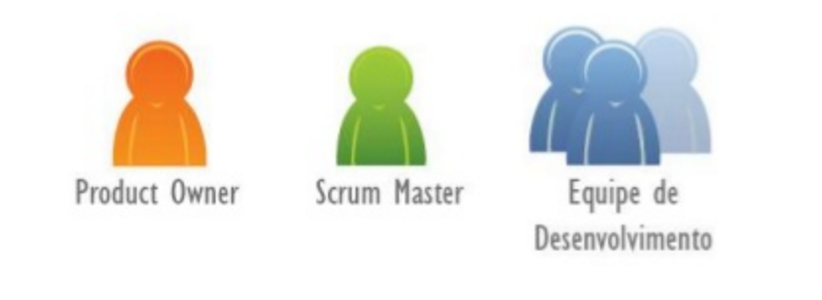 Product Owner
Scrum Master
Equipe de
Desenvolvimento